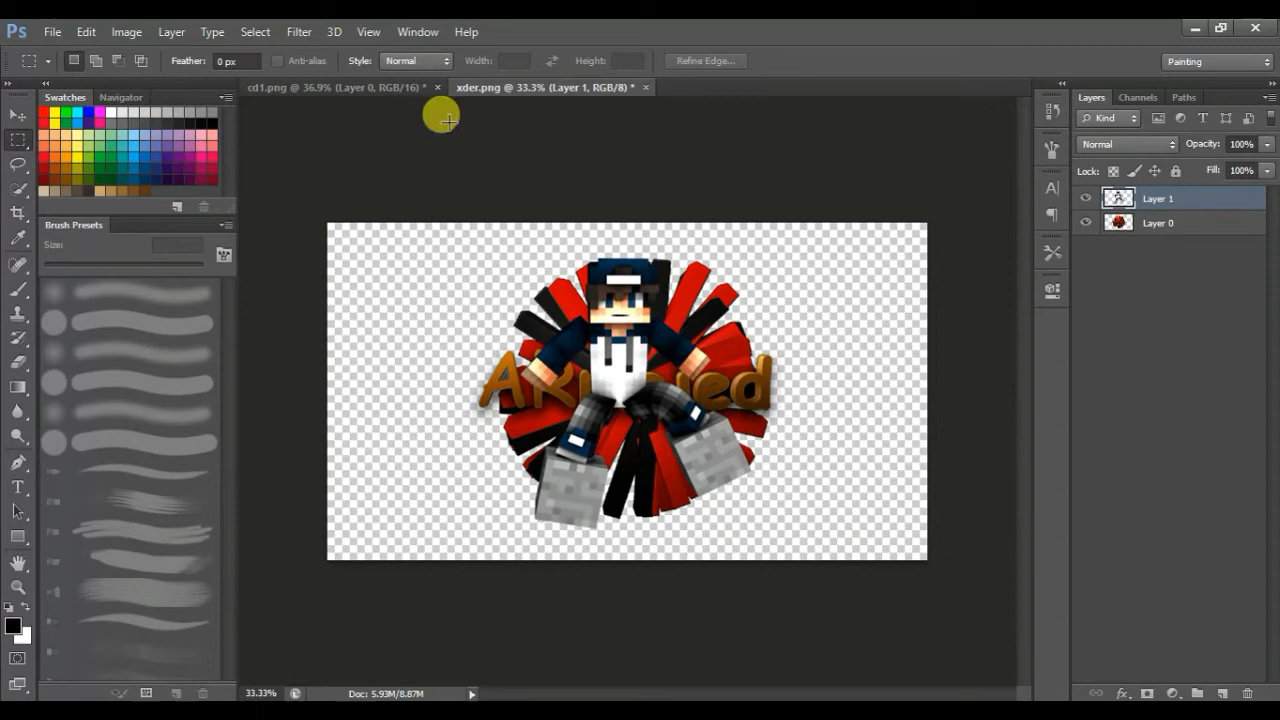 Ps File Edit Image Layer Type Select Filter 3D View Window Help
Feather: 0 px Anti-alias Style: Normal Width: Height: Refine Edge... Painting
cd1.png @ 36.9% (Layer 0, RGB/16) * × xder.png @ 33.3% (Layer 1, RGB/8) * ×
Swatches Navigator
Layers Channels Paths
Kind
Normal Opacity: 100%
Lock: Fill: 100%
Layer 1
Layer 0
Brush Presets
Size:
33.33% Doc: 5.93M/8.87M